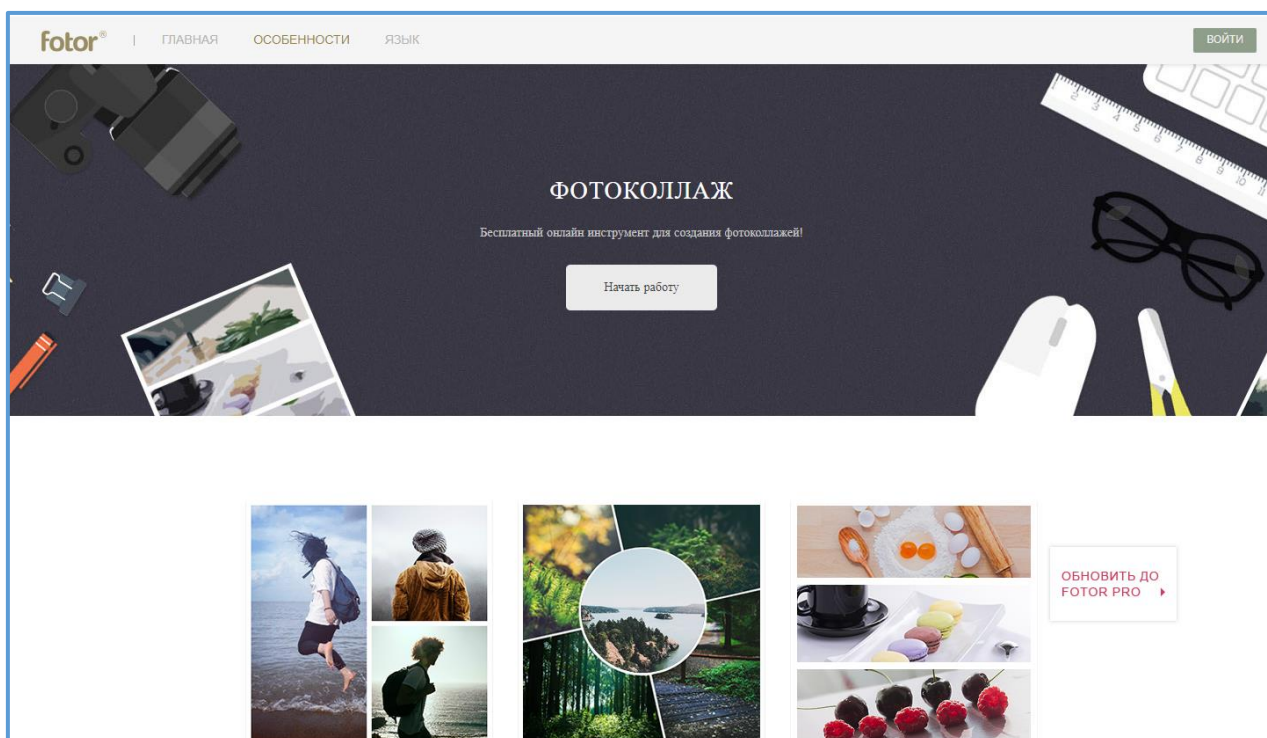 fotor®
|
ГЛАВНАЯ
ОСОБЕННОСТИ
ЯЗЫК
ВОЙТИ
ФОТОКОЛЛАЖ
Бесплатный онлайн инструмент для создания фотоколлажей!
Начать работу
ОБНОВИТЬ ДО
FOTOR PRO